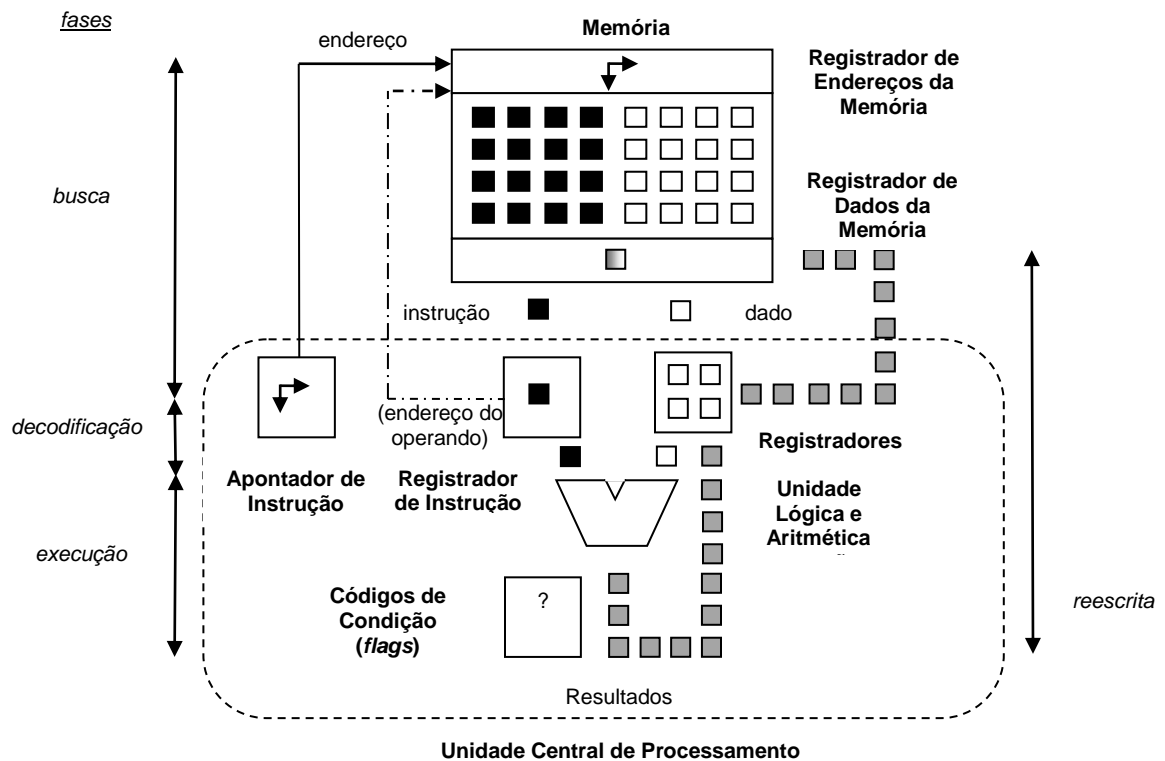 fases
endereço
Memória
Registrador de
Endereços da
Memória
busca
Registrador de
Dados da
Memória
instrução
dado
decodificação
(endereço do
operando)
Registradores
Apontador de
Instrução
Registrador
de Instrução
Unidade
Lógica e
Aritmética
execução
Códigos de
Condição
(flags)
?
reescrita
Resultados
Unidade Central de Processamento